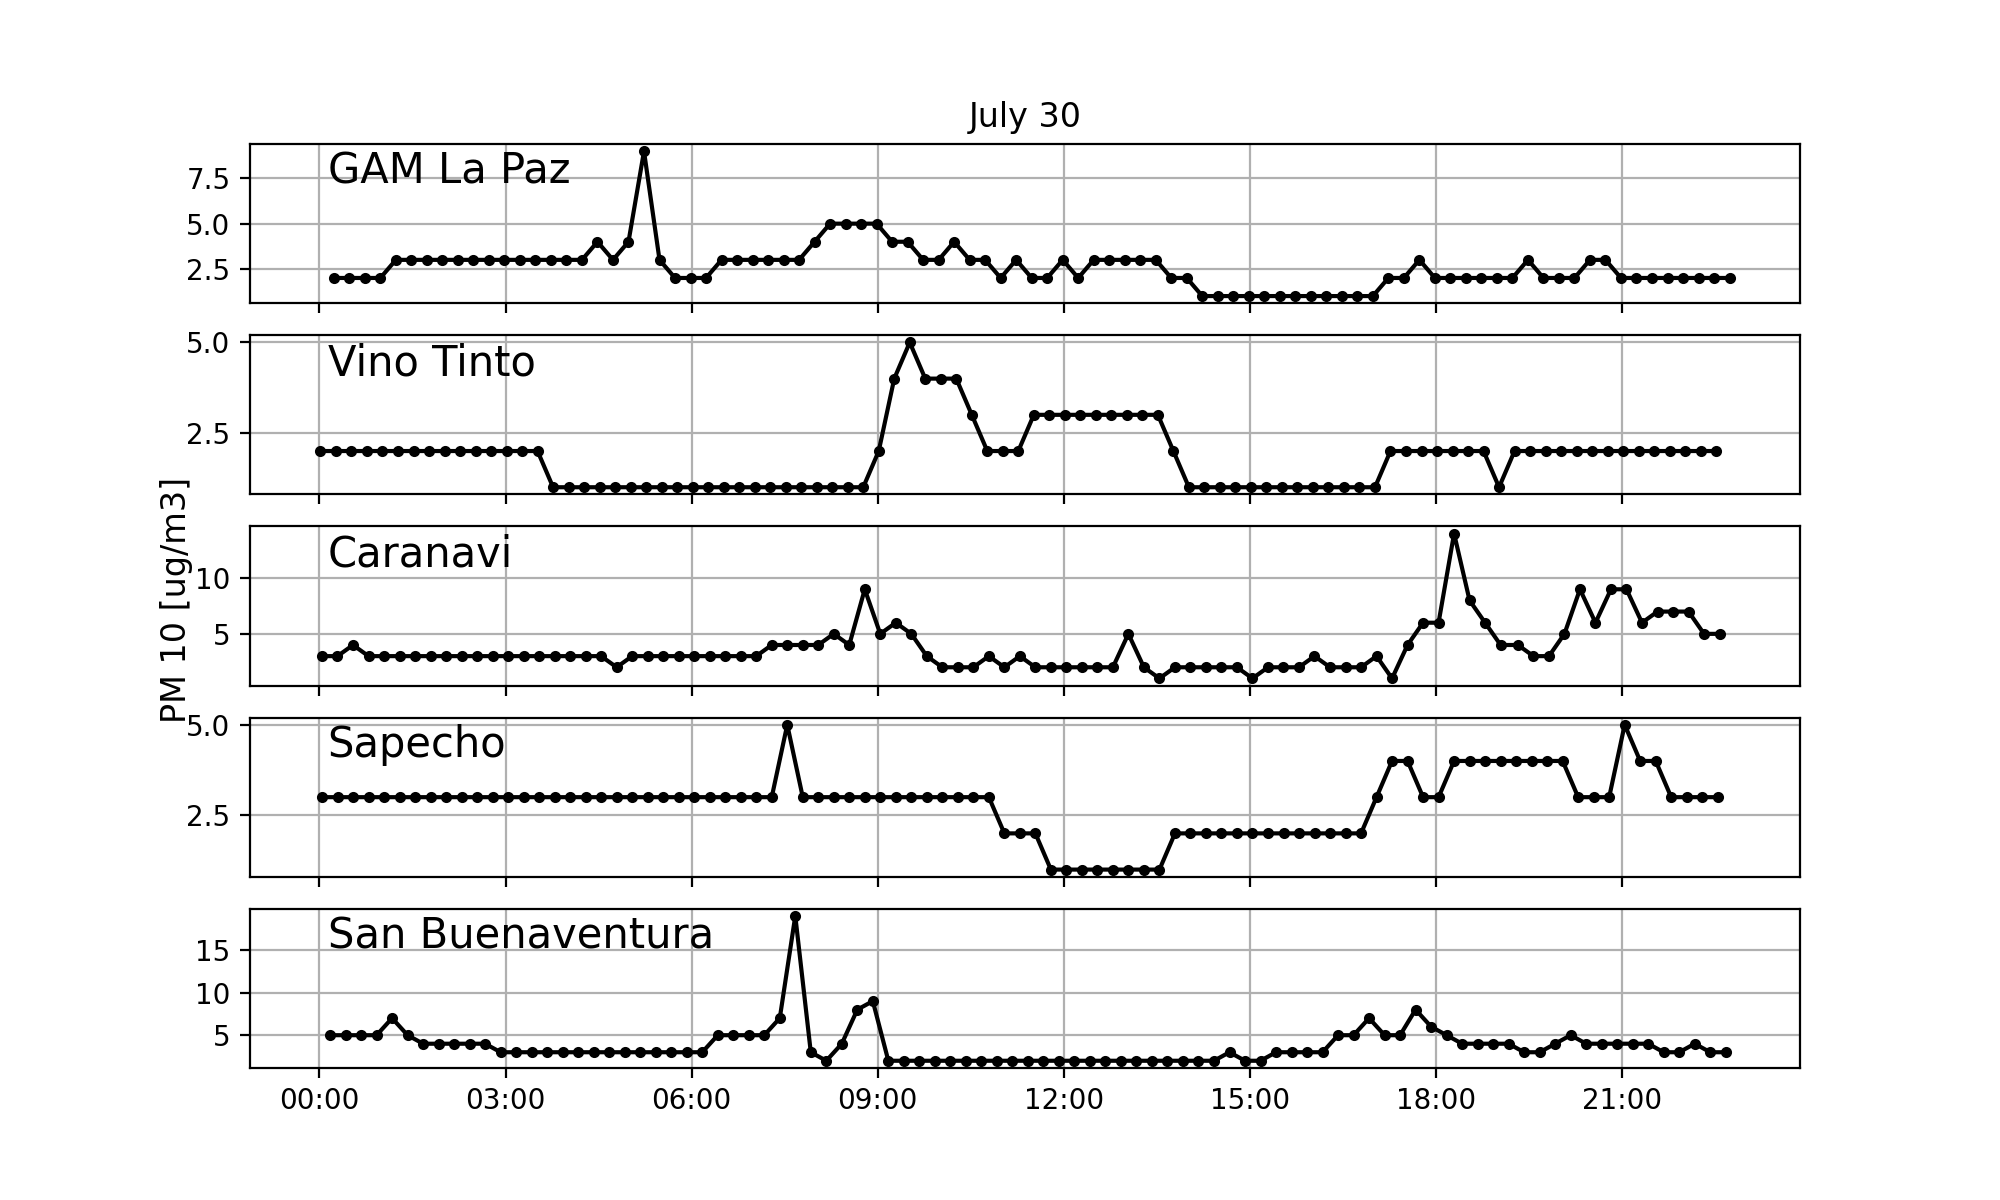 July 30
PM 10 [ug/m3]
GAM La Paz
7.5
5.0
2.5
Vino Tinto
5.0
2.5
Caranavi
10
5
Sapecho
5.0
2.5
San Buenaventura
15
10
5
00:00 03:00 06:00 09:00 12:00 15:00 18:00 21:00